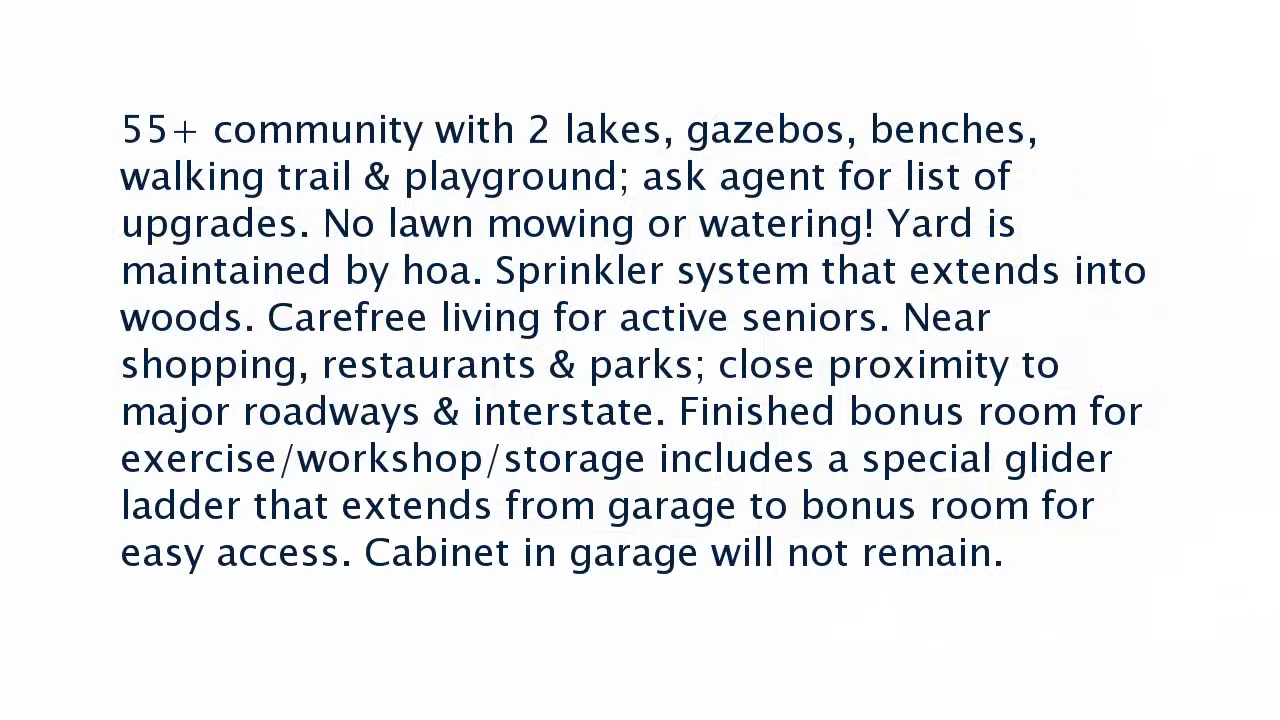 55+ community with 2 lakes, gazebos, benches,
walking trail & playground; ask agent for list of
upgrades. No lawn mowing or watering! Yard is
maintained by hoa. Sprinkler system that extends into
woods. Carefree living for active seniors. Near
shopping, restaurants & parks; close proximity to
major roadways & interstate. Finished bonus room for
exercise/workshop/storage includes a special glider
ladder that extends from garage to bonus room for
easy access. Cabinet in garage will not remain.